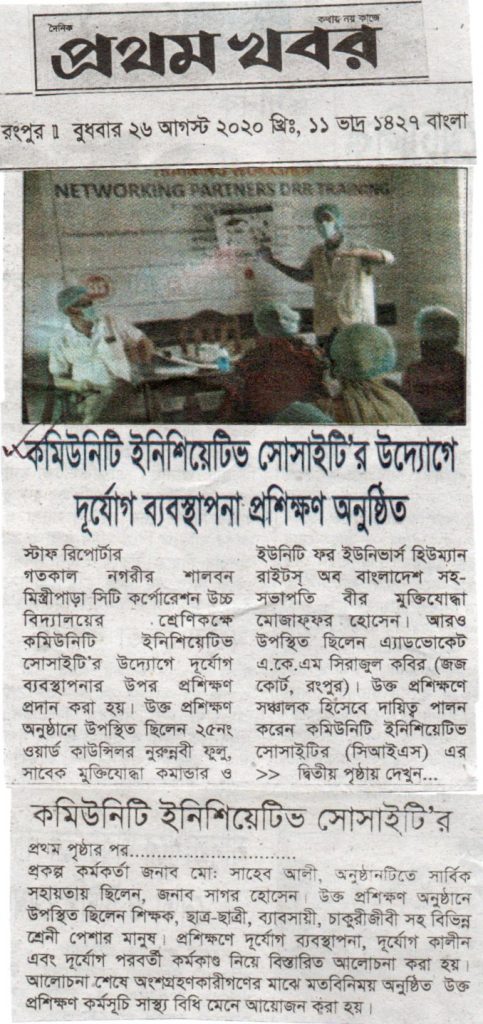 দৈনিক
কথায় নয় কাজে
প্রথম খবর
রংপুর ॥ বুধবার ২৬ আগস্ট ২০২০ খ্রিঃ, ১১ ভাদ্র ১৪২৭ বাংলা
TRAINING WORKSHOP
NETWORKING PARTNERS DRR TRAINING
কমিউনিটি ইনিশিয়েটিভ সোসাইটি’র উদ্যোগে
দূর্যোগ ব্যবস্থাপনা প্রশিক্ষণ অনুষ্ঠিত
স্টাফ রিপোর্টার
গতকাল নগরীর শালবন
মিস্ত্রীপাড়া সিটি কর্পোরেশন উচ্চ
বিদ্যালয়ের শ্রেণিকক্ষে
কমিউনিটি ইনিশিয়েটিভ
সোসাইটি’র উদ্যোগে দূর্যোগ
ব্যবস্থাপনার উপর প্রশিক্ষণ
প্রদান করা হয়। উক্ত প্রশিক্ষণ
অনুষ্ঠানে উপস্থিত ছিলেন ২৫নং
ওয়ার্ড কাউন্সিলর নুরুন্নবী ফুলু,
সাবেক মুক্তিযোদ্ধা কমান্ডার ও
ইউনিটি ফর ইউনিভার্স হিউম্যান
রাইটস্ অব বাংলাদেশ সহ-
সভাপতি বীর মুক্তিযোদ্ধা
মোজাফ্ফর হোসেন। আরও
উপস্থিত ছিলেন এ্যাডভোকেট
এ.কে.এম সিরাজুল কবির (জজ
কোর্ট, রংপুর)। উক্ত প্রশিক্ষণে
সঞ্চালক হিসেবে দায়িত্ব পালন
করেন কমিউনিটি ইনিশিয়েটিভ
সোসাইটির (সিআইএস) এর
>> দ্বিতীয় পৃষ্ঠায় দেখুন...
কমিউনিটি ইনিশিয়েটিভ সোসাইটি’র
প্রথম পৃষ্ঠার পর.........................
প্রকল্প কর্মকর্তা জনাব মো: সাহেব আলী, অনুষ্ঠানটিতে সার্বিক
সহায়তায় ছিলেন, জনাব সাগর হোসেন। উক্ত প্রশিক্ষণ অনুষ্ঠানে
উপস্থিত ছিলেন শিক্ষক, ছাত্র-ছাত্রী, ব্যাবসায়ী, চাকুরীজীবী সহ বিভিন্ন
শ্রেনী পেশার মানুষ। প্রশিক্ষণে দূর্যোগ ব্যবস্থাপনা, দূর্যোগ কালীন
এবং দূর্যোগ পরবর্তী কর্মকাণ্ড নিয়ে বিস্তারিত আলোচনা করা হয়।
আলোচনা শেষে অংশগ্রহণকারীগণের মাঝে মতবিনিময় অনুষ্ঠিত উক্ত
প্রশিক্ষণ কর্মসূচি সাস্থ্য বিধি মেনে আয়োজন করা হয়।